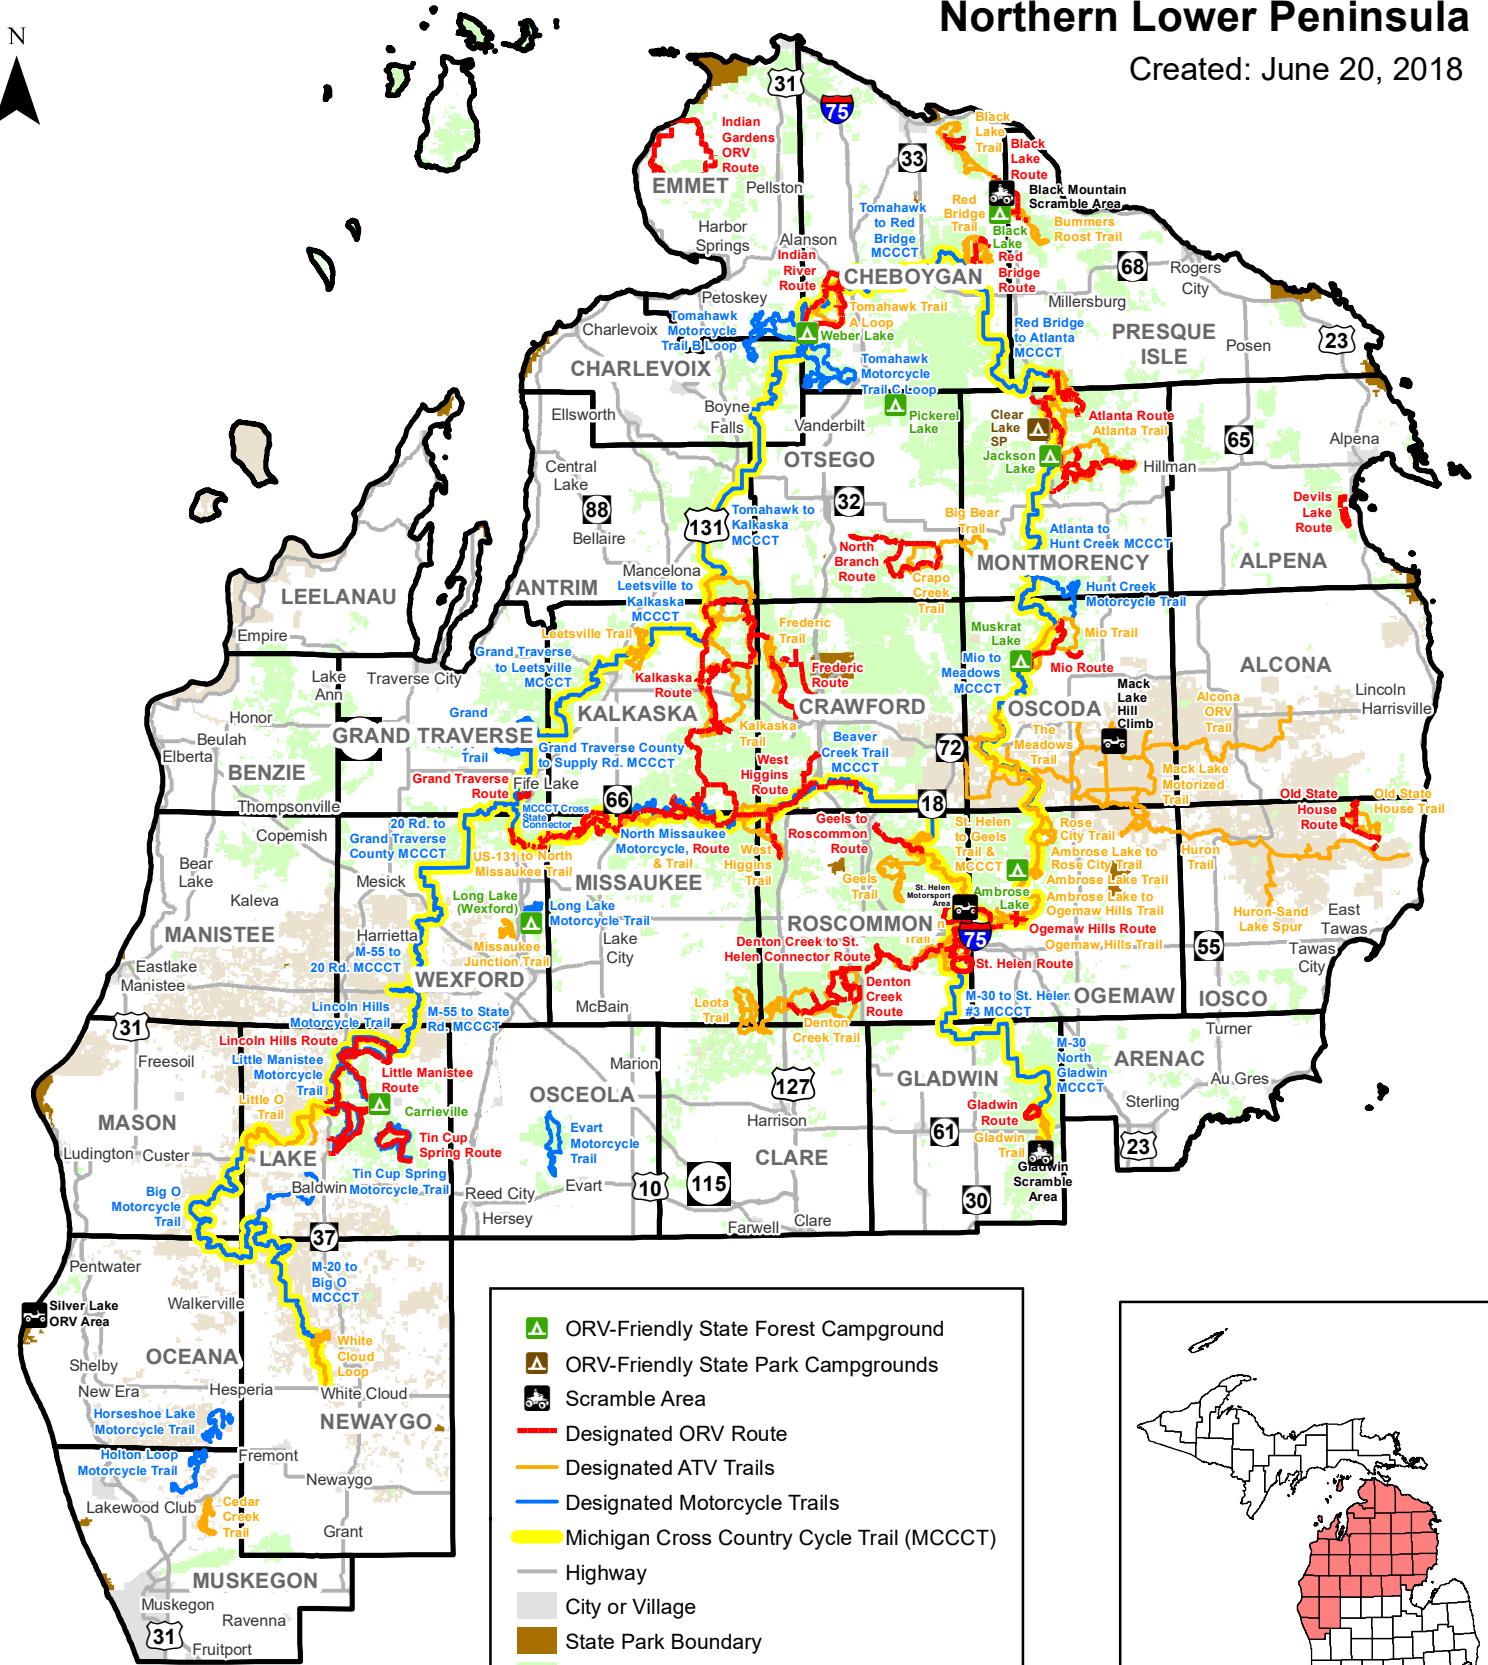 Northern Lower Peninsula
Created: June 20, 2018
N
31
75
33
Indian
Gardens
ORV
Route
EMMET
Pellston
Black
Lake
Trail
Black
Lake
Route
Black Mountain
Scramble Area
Red
Bridge
Trail
Black
Lake
Bummers
Roost Trail
Tomahawk
to Red
Bridge
MCCCT
Harbor
Springs
Alanson
Indian
River
Route
CHEBOYGAN
Red
Bridge
Route
68
Rogers
City
Millersburg
Petoskey
Tomahawk
Motorcycle
Trail B Loop
Charlevoix
Tomahawk Trail
A Loop
Weber Lake
Red Bridge
to Atlanta
MCCCT
PRESQUE
ISLE
Posen
23
CHARLEVOIX
Tomahawk
Motorcycle
Trail C Loop
Ellsworth
Boyne
Falls
Vanderbilt
Pickerel
Lake
Clear
Lake
SP
Atlanta Route
Atlanta Trail
Jackson
Lake
Hillman
65
Alpena
Central
Lake
OTSEGO
88
Bellaire
131
Tomahawk to
Kalkaska
MCCCT
32
Big Bear
Trail
Atlanta to
Hunt Creek MCCCT
Devils
Lake
Route
North
Branch
Route
Crapo
Creek
Trail
MONTMORENCY
ALPENA
Mancelona
ANTRIM
Leetsville to
Kalkaska
MCCCT
Hunt Creek
Motorcycle Trail
LEELANAU
Empire
Leetsville Trail
Frederic
Trail
Muskrat
Lake
Mio Trail
Grand Traverse
to Leetsville
MCCCT
Frederic
Route
Mio to
Meadows
MCCCT
Mio Route
ALCONA
Lake
Ann
Traverse City
Kalkaska
Route
Mack
Lake
Hill
Climb
Lincoln
Harrisville
Honor
Grand
Trail
KALKASKA
CRAWFORD
OSCODA
Alcona
ORV
Trail
Beulah
Elberta
GRAND TRAVERSE
Kalkaska
Trail
Beaver
Creek Trail
MCCCT
72
The
Meadows
Trail
BENZIE
Grand Traverse County
to Supply Rd. MCCCT
West
Higgins
Route
Mack Lake
Motorized
Trail
Grand Traverse
Route
Fife Lake
66
18
Old State
House
Route
Old State
House Trail
Thompsonville
MCCCT Cross
State
Connector
20 Rd. to
Grand Traverse
County MCCCT
North Missaukee
Motorcycle, Route
& Trail
West
Higgins
Trail
Geels to
Roscommon
Route
St. Helen
to Geels
Trail &
MCCCT
Rose
City Trail
Ambrose Lake to
Rose City Trail
Ambrose Lake Trail
Huron
Trail
Copemish
US-131 to North
Missaukee Trail
Bear
Lake
Mesick
Kaleva
MISSAUKEE
Geels
Trail
St. Helen
Motorsport
Area
Ambrose
Lake
Ambrose Lake to
Ogemaw Hills Trail
Long Lake
(Wexford)
Long Lake
Motorcycle Trail
Huron-Sand
Lake Spur
East
Tawas
MANISTEE
Harrietta
Missaukee
Junction Trail
Lake
City
ROSCOMMON
Trail
75
Ogemaw Hills Route
Ogemaw Hills Trail
55
Tawas
City
M-55 to
20 Rd. MCCCT
Denton Creek to St.
Helen Connector Route
St. Helen Route
Eastlake
Manistee
WEXFORD
McBain
Denton
Creek
Route
M-30 to St. Helen
#3 MCCCT
OGEMAW
IOSCO
Lincoln Hills
Motorcycle Trail
M-55 to State
Rd. MCCCT
Leota
Trail
Denton
Creek Trail
Turner
31
Freesoil
Lincoln Hills Route
Little Manistee
Motorcycle
Trail
Little Manistee
Route
Marion
OSCEOLA
127
Harrison
GLADWIN
M-30
North
Gladwin
MCCCT
ARENAC
Au Gres
Sterling
MASON
Little O
Trail
Carrieville
Gladwin
Route
61
Gladwin
Trail
23
Ludington
Custer
LAKE
Tin Cup
Spring Route
Evart
Motorcycle
Trail
CLARE
Gladwin
Scramble
Area
Big O
Motorcycle
Trail
Baldwin
Tin Cup Spring
Motorcycle Trail
Reed City
Evart
10
115
30
Hersey
Farwell
Clare
37
Pentwater
M-20 to
Big O
MCCCT
Walkerville
Silver Lake
ORV Area
White
Cloud
Loop
OCEANA
Shelby
New Era
Hesperia
White Cloud
Horseshoe Lake
Motorcycle Trail
NEWAYGO
Holton Loop
Motorcycle Trail
Fremont
Newaygo
Lakewood Club
Cedar
Creek
Trail
Grant
MUSKEGON
Muskegon
Ravenna
31
Fruitport
ORV-Friendly State Forest Campground
ORV-Friendly State Park Campgrounds
Scramble Area
Designated ORV Route
Designated ATV Trails
Designated Motorcycle Trails
Michigan Cross Country Cycle Trail (MCCCT)
Highway
City or Village
State Park Boundary